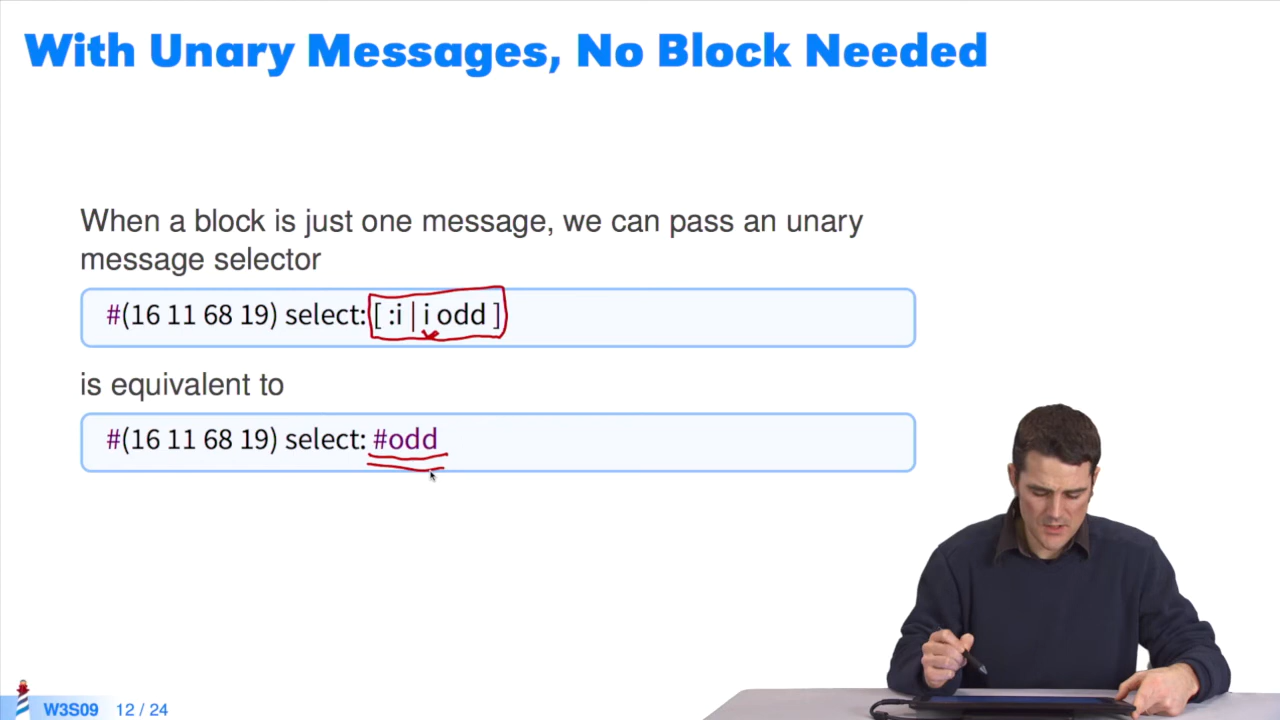 With Unary Messages, No Block Needed
When a block is just one message, we can pass an unary
message selector
#(16 11 68 19) select: [ :i | i odd ]
is equivalent to
#(16 11 68 19) select: #odd
W3S09 12 / 24